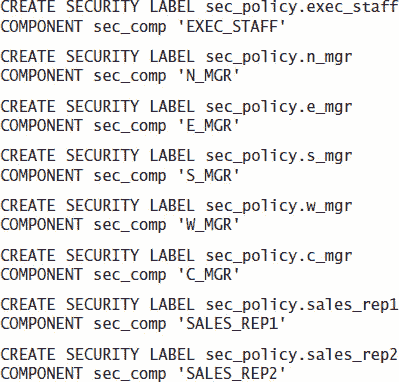 CREATE SECURITY LABEL sec_policy.exec_staff
COMPONENT sec_comp 'EXEC_STAFF'
CREATE SECURITY LABEL sec_policy.n_mgr
COMPONENT sec_comp 'N_MGR'
CREATE SECURITY LABEL sec_policy.e_mgr
COMPONENT sec_comp 'E_MGR'
CREATE SECURITY LABEL sec_policy.s_mgr
COMPONENT sec_comp 'S_MGR'
CREATE SECURITY LABEL sec_policy.w_mgr
COMPONENT sec_comp 'W_MGR'
CREATE SECURITY LABEL sec_policy.c_mgr
COMPONENT sec_comp 'C_MGR'
CREATE SECURITY LABEL sec_policy.sales_rep1
COMPONENT sec_comp 'SALES_REP1'
CREATE SECURITY LABEL sec_policy.sales_rep2
COMPONENT sec_comp 'SALES_REP2'